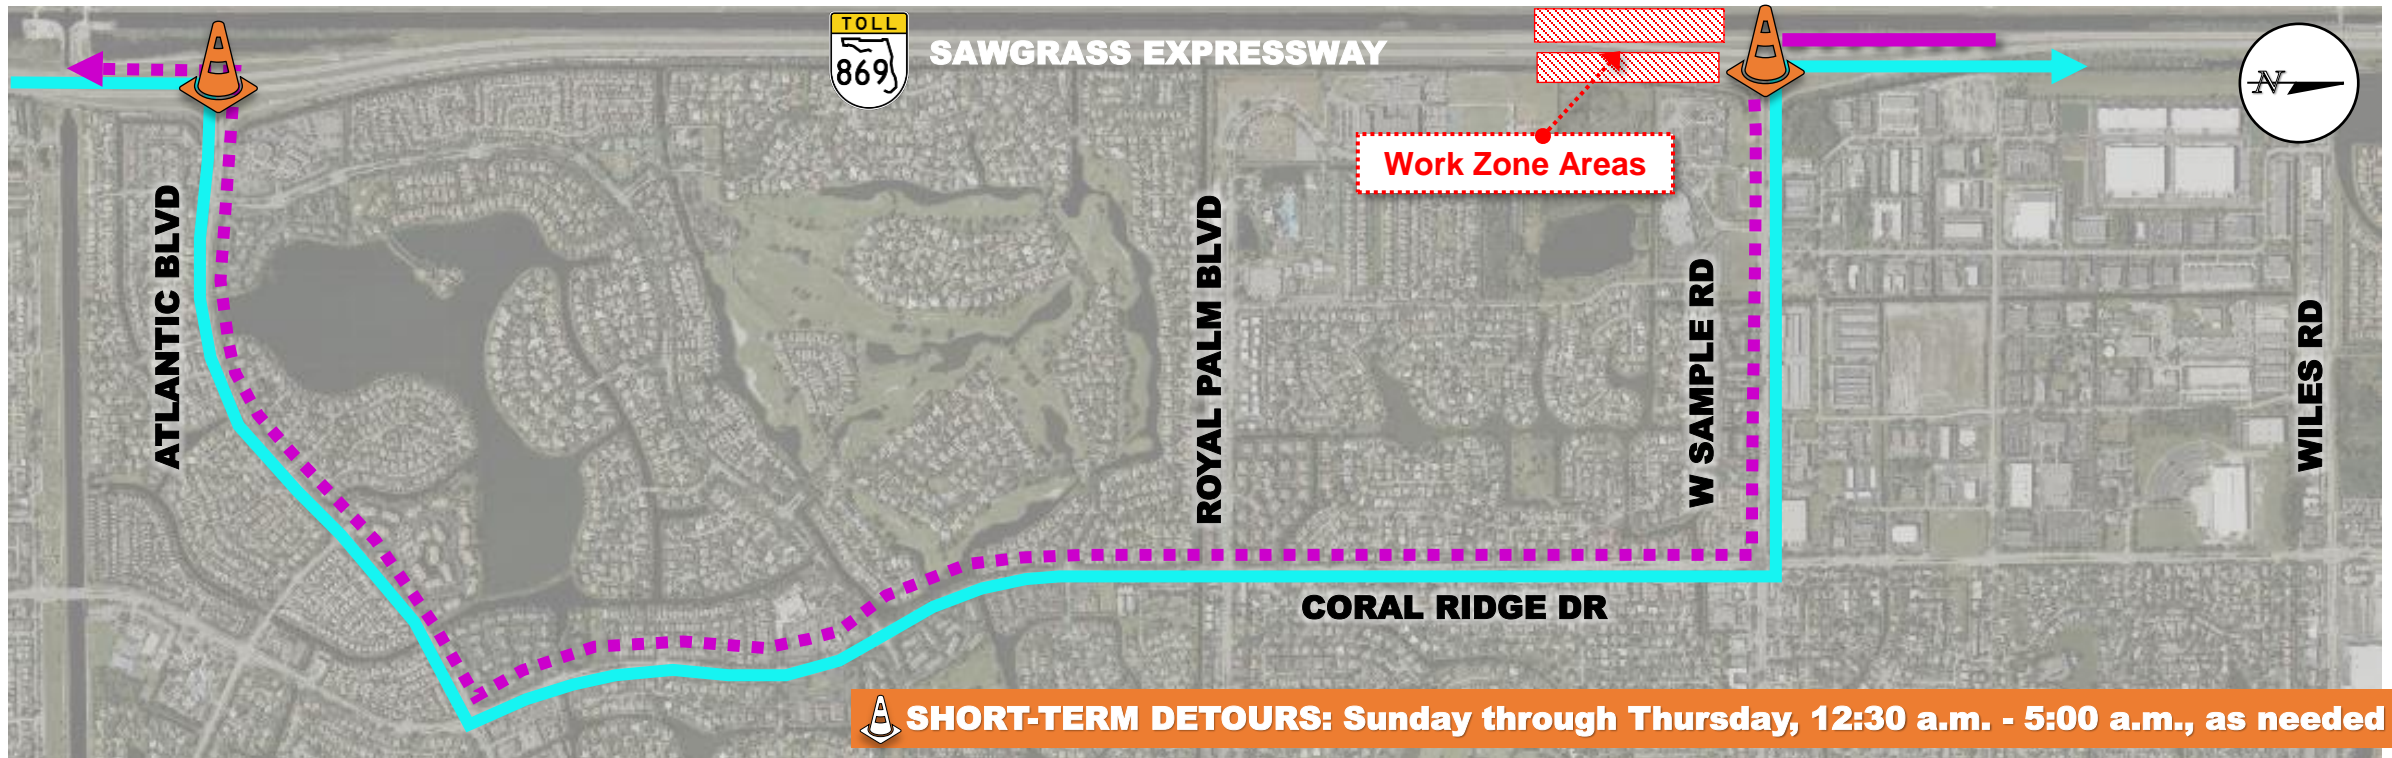 TOLL
869
SAWGRASS EXPRESSWAY
N
Work Zone Areas
ATLANTIC BLVD
ROYAL PALM BLVD
W SAMPLE RD
WILES RD
CORAL RIDGE DR
SHORT-TERM DETOURS: Sunday through Thursday, 12:30 a.m. - 5:00 a.m., as needed